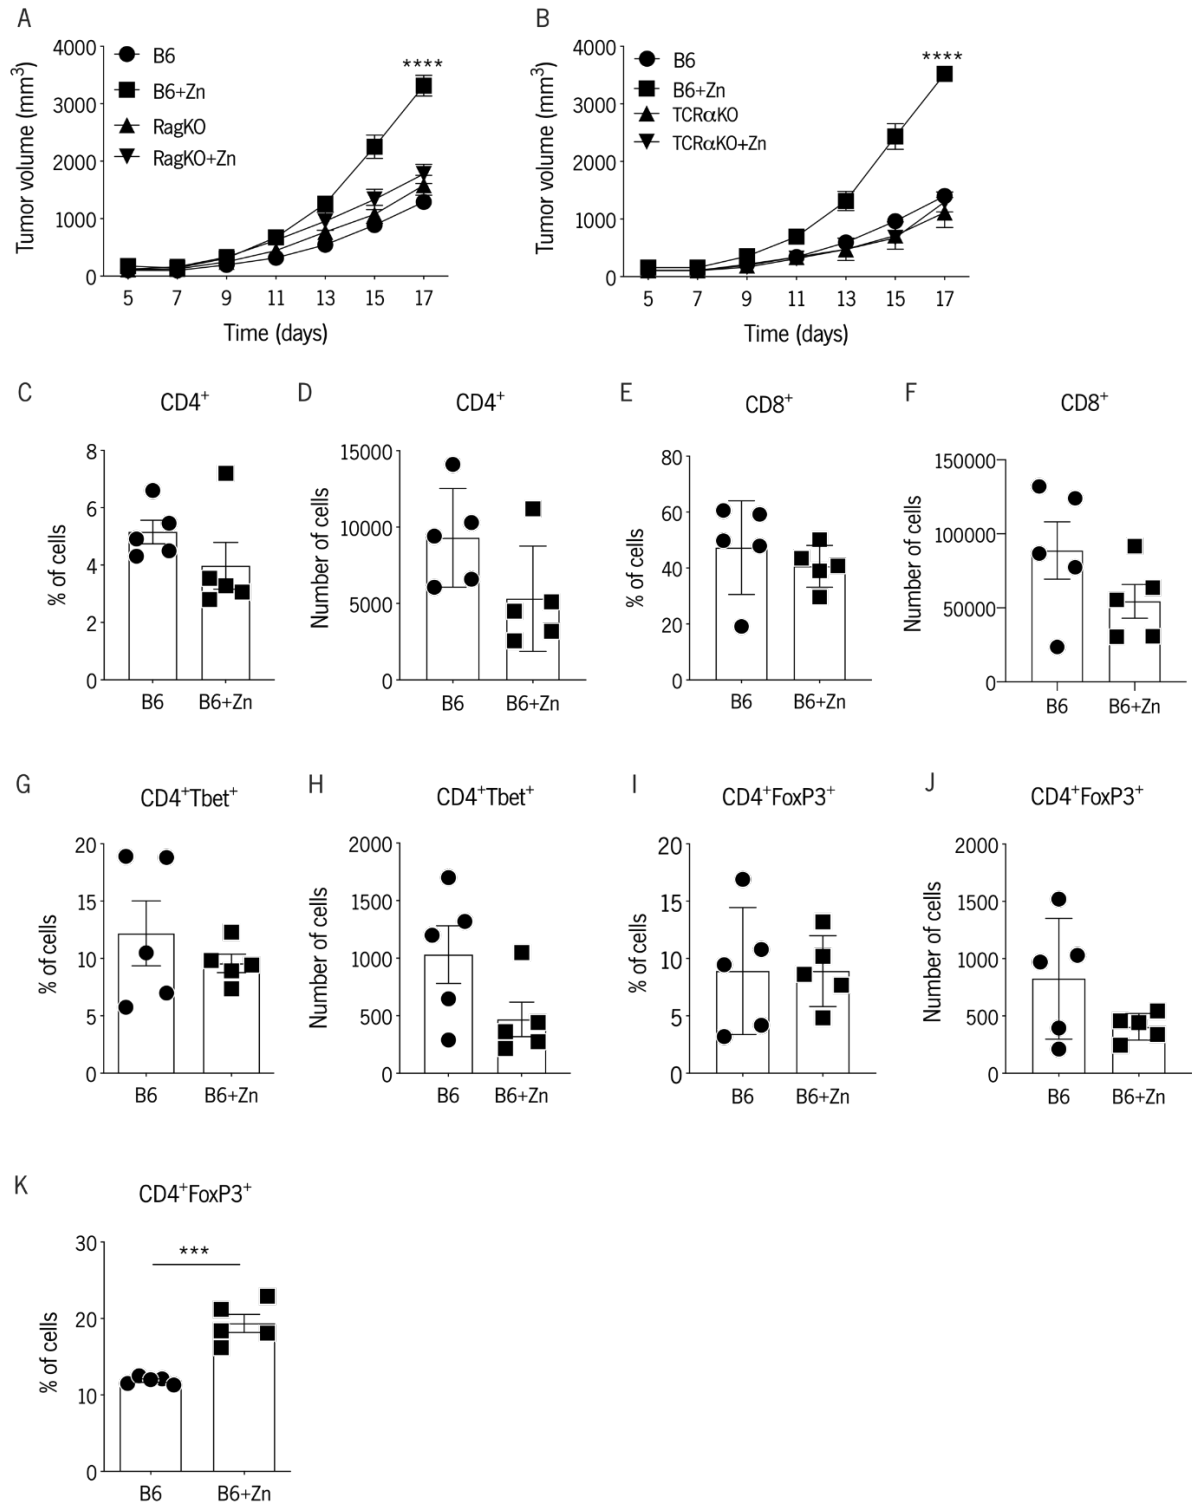 A
Tumor volume (mm³)
4000
3000
2000
1000
0
B6
B6+Zn
RagKO
RagKO+Zn
****
5 7 9 11 13 15 17
Time (days)
B
Tumor volume (mm³)
4000
3000
2000
1000
0
B6
B6+Zn
TCRαKO
TCRαKO+Zn
****
5 7 9 11 13 15 17
Time (days)
C
CD4⁺
% of cells
8
6
4
2
0
B6 B6+Zn
D
CD4⁺
Number of cells
15000
10000
5000
0
B6 B6+Zn
E
CD8⁺
% of cells
80
60
40
20
0
B6 B6+Zn
F
CD8⁺
Number of cells
150000
100000
50000
0
B6 B6+Zn
G
CD4⁺Tbet⁺
% of cells
20
15
10
5
0
B6 B6+Zn
H
CD4⁺Tbet⁺
Number of cells
2000
1500
1000
500
0
B6 B6+Zn
I
CD4⁺FoxP3⁺
% of cells
20
15
10
5
0
B6 B6+Zn
J
CD4⁺FoxP3⁺
Number of cells
2000
1500
1000
500
0
B6 B6+Zn
K
CD4⁺FoxP3⁺
% of cells
30
20
10
0
***
B6 B6+Zn